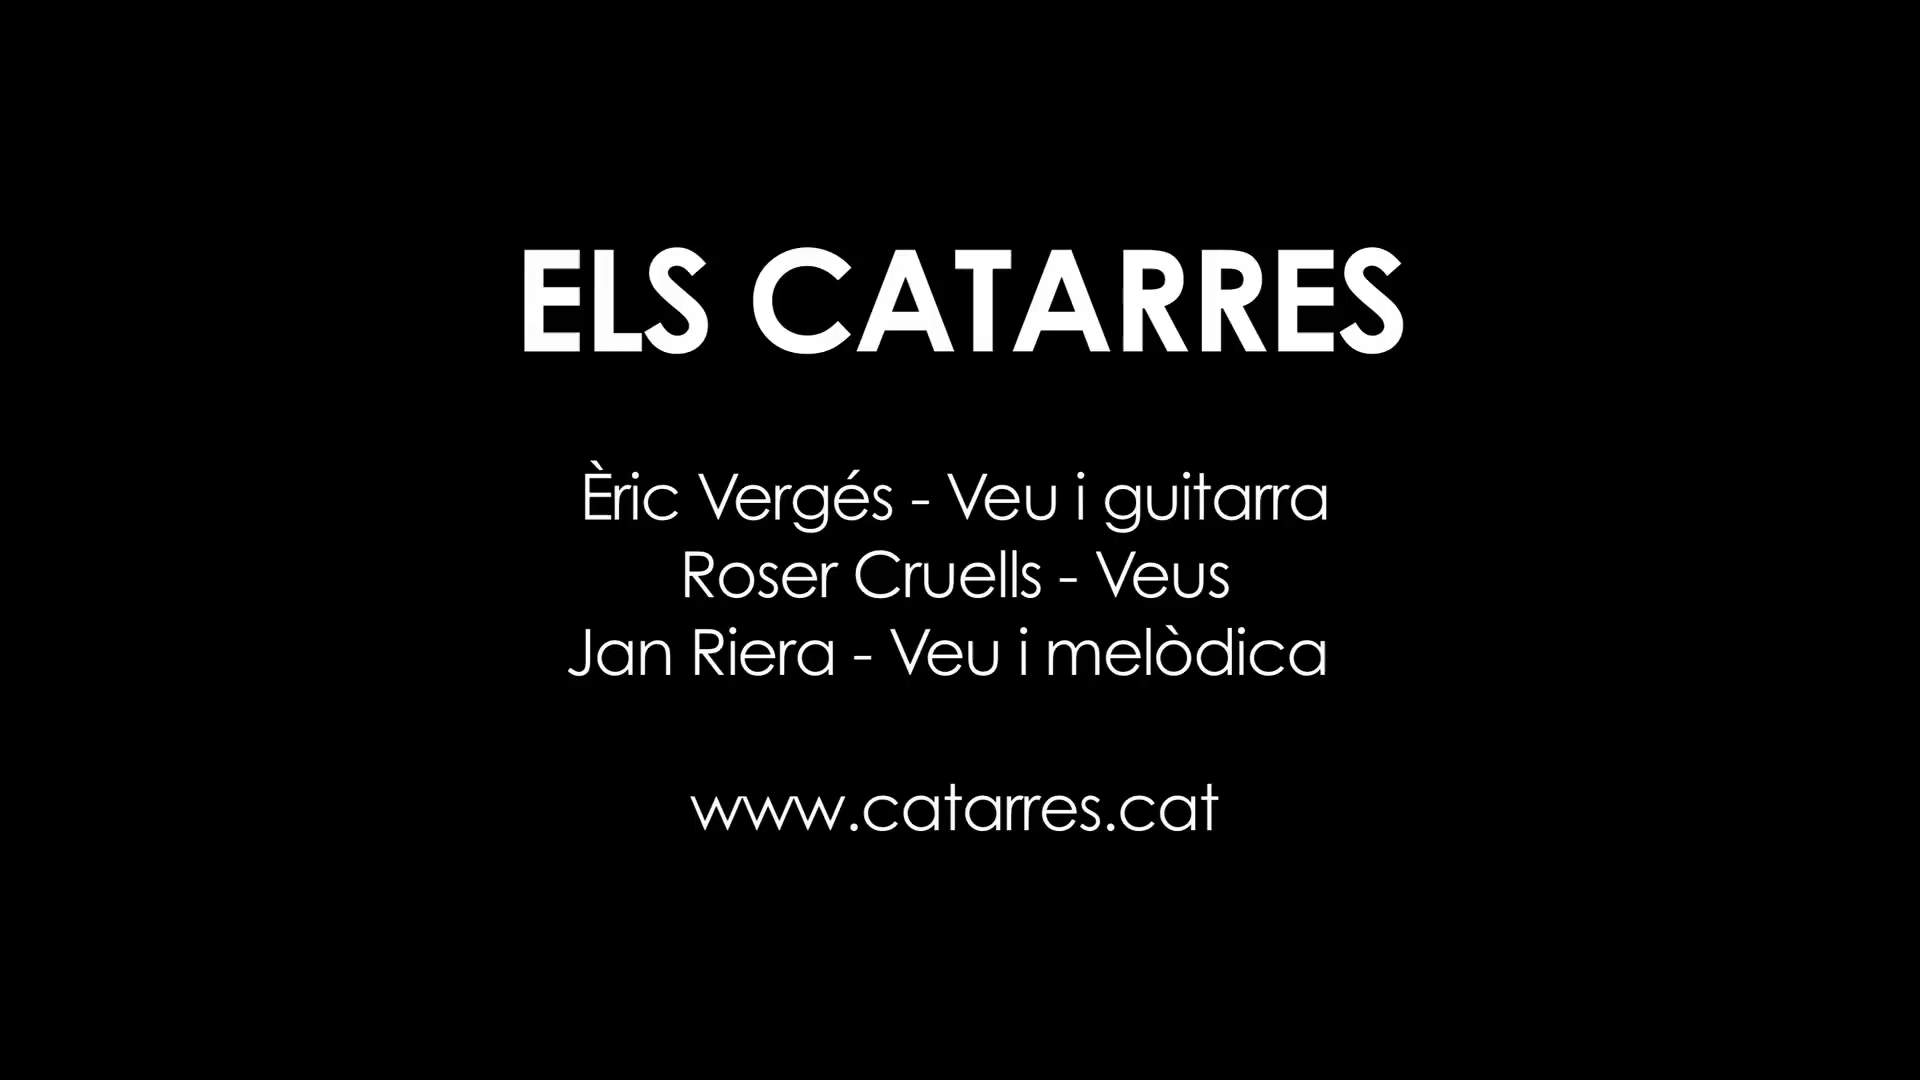 ELS CATARRES
Èric Vergés - Veu i guitarra
Roser Cruells - Veus
Jan Riera - Veu i melòdica
www.catarres.cat